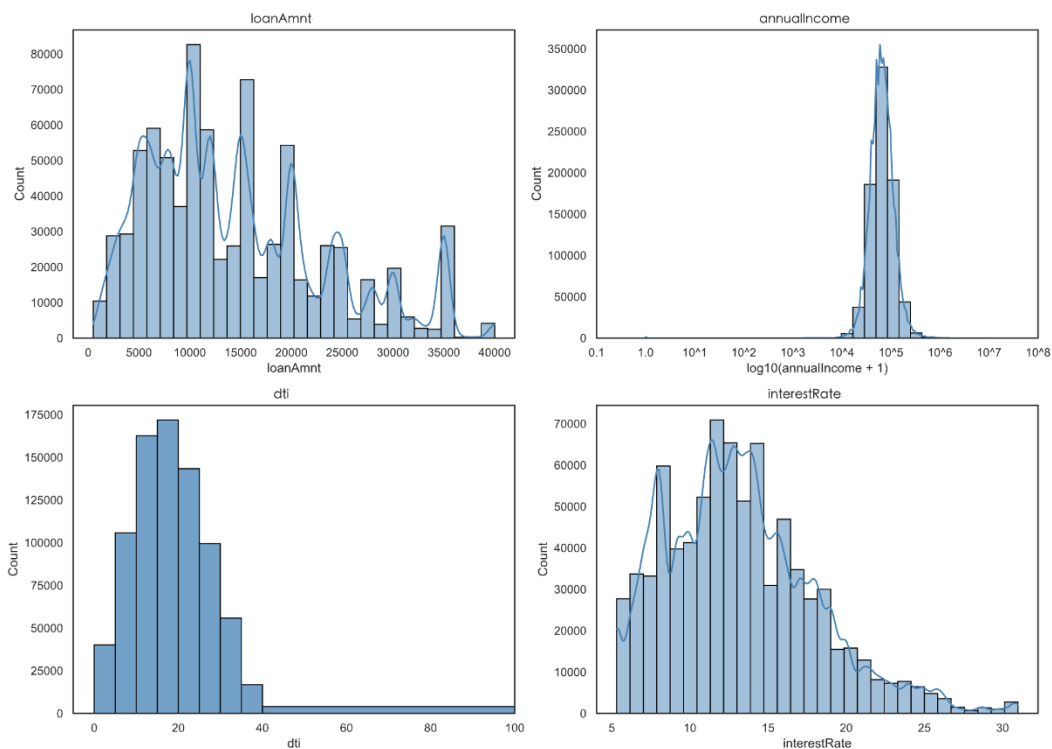 loanAmnt
80000
70000
60000
50000
40000
30000
20000
10000
0
Count
0 5000 10000 15000 20000 25000 30000 35000 40000
loanAmnt
annualIncome
350000
300000
250000
200000
150000
100000
50000
0
Count
0.1 1.0 10^1 10^2 10^3 10^4 10^5 10^6 10^7 10^8
log10(annualIncome + 1)
dti
175000
150000
125000
100000
75000
50000
25000
0
Count
0 20 40 60 80 100
dti
interestRate
70000
60000
50000
40000
30000
20000
10000
0
Count
5 10 15 20 25 30
interestRate